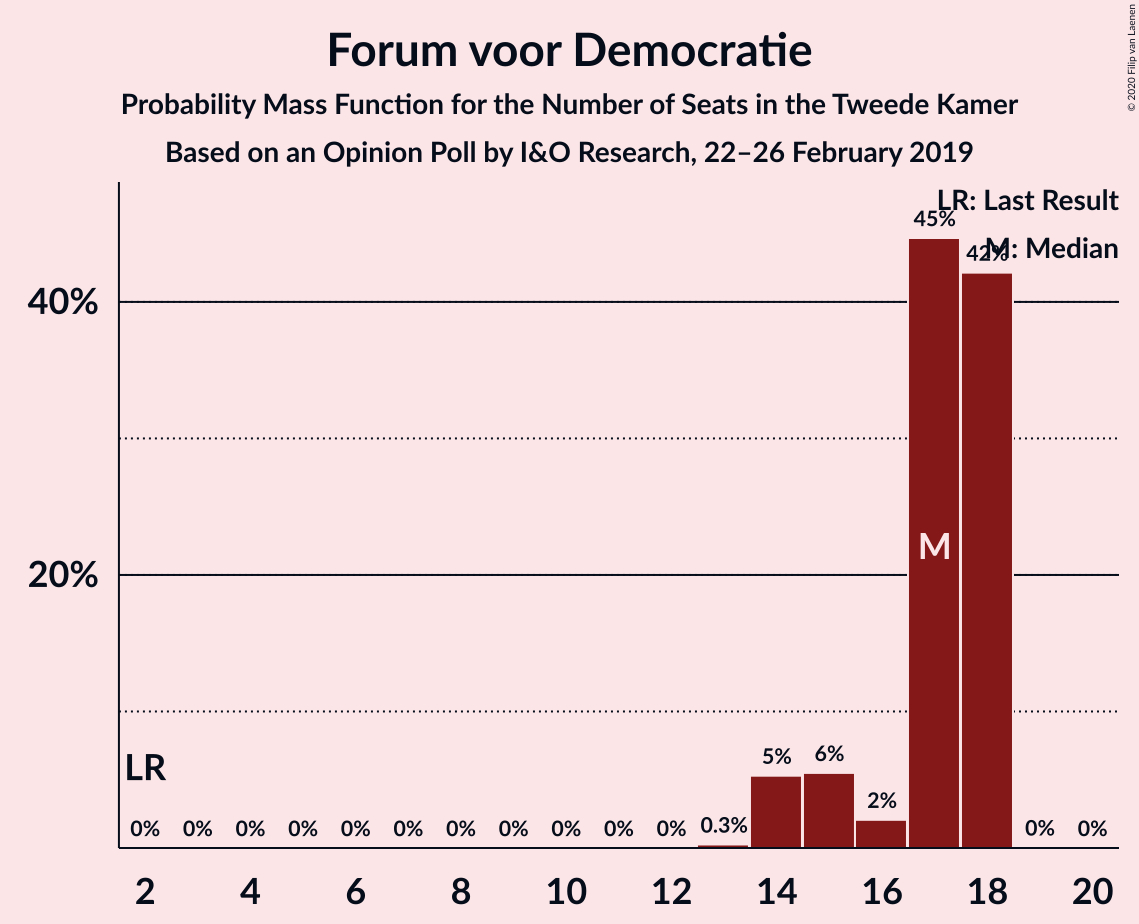 Forum voor Democratie
Probability Mass Function for the Number of Seats in the Tweede Kamer
Based on an Opinion Poll by I&O Research, 22–26 February 2019
© 2020 Filip van Laenen
LR: Last Result
M: Median
45%
42%
40%
20%
M
LR
0% 0% 0% 0% 0% 0% 0% 0% 0% 0% 0% 0.3% 5% 6% 2% 0% 0%
2 4 6 8 10 12 14 16 18 20